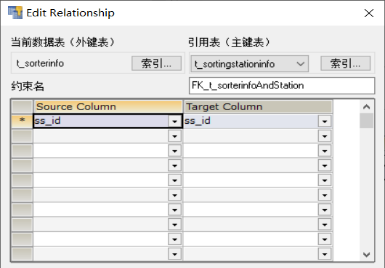 Edit Relationship
当前数据表（外键表） 引用表（主键表）
t_sorterinfo 索引... t_sortingstationinfo 索引...
约束名 FK_t_sorterinfoAndStation
Source Column Target Column
* ss_id ss_id